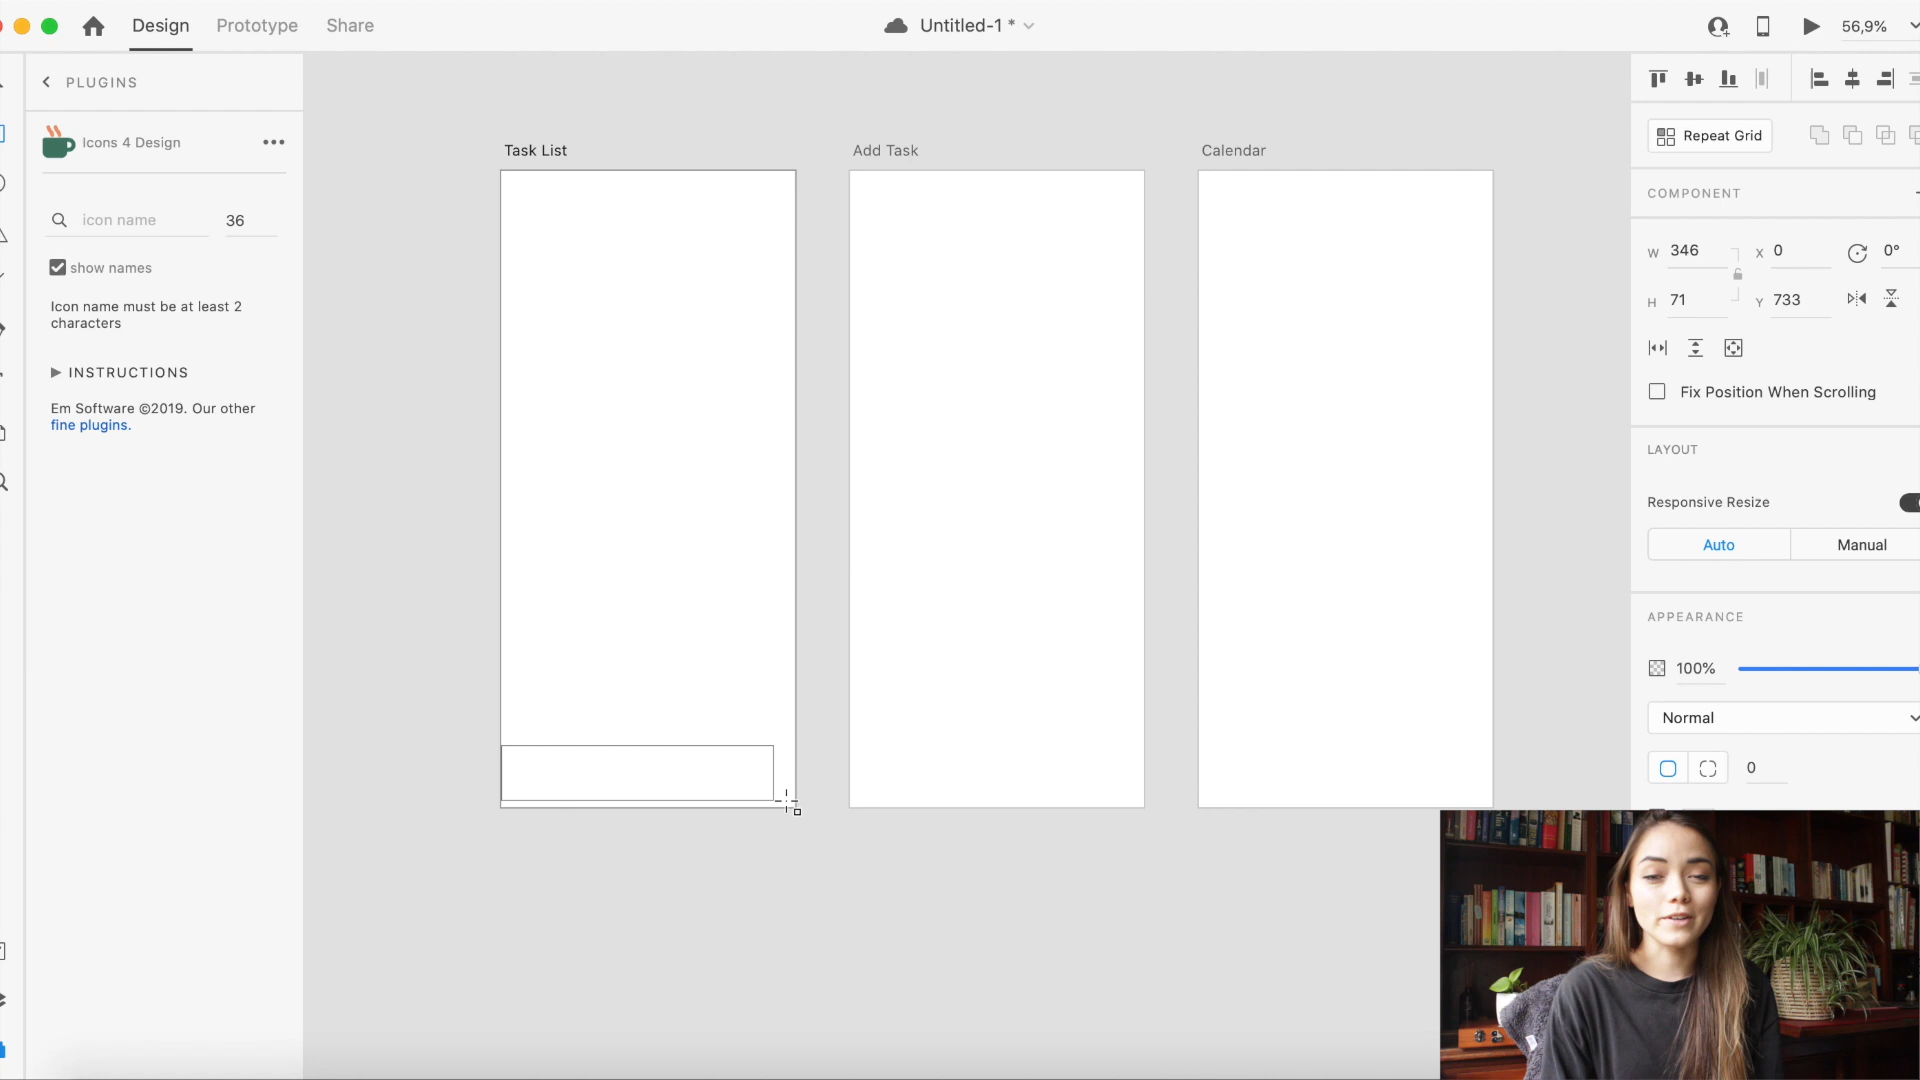 Design Prototype Share
Untitled-1 *
56,9%
PLUGINS
Icons 4 Design
icon name 36
show names
Icon name must be at least 2
characters
INSTRUCTIONS
Em Software ©2019. Our other
fine plugins.
Task List
Add Task
Calendar
Repeat Grid
COMPONENT
W 346 X 0 0°
H 71 Y 733
Fix Position When Scrolling
LAYOUT
Responsive Resize
Auto Manual
APPEARANCE
100%
Normal
0